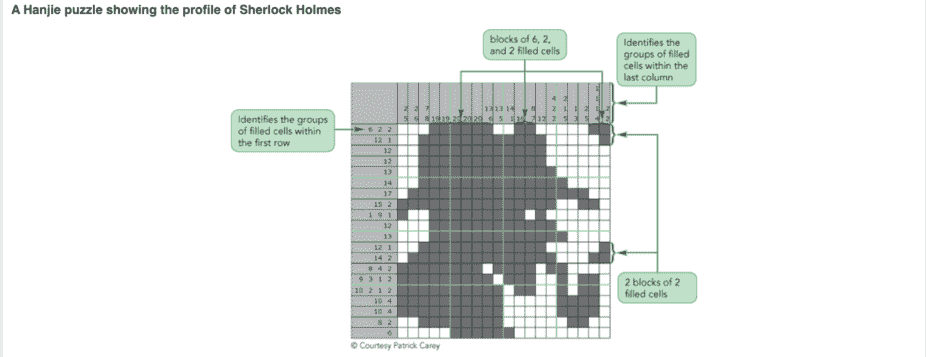 A Hanjie puzzle showing the profile of Sherlock Holmes
blocks of 6, 2,
and 2 filled cells
Identifies the
groups of filled
cells within the
last column
Identifies the groups
of filled cells within
the first row
6 2 2
12 1
12
12
13
14
17
15 2
1 9 1
12
13
12 1
14 2
8 4 2
9 3 1 2
10 2 1 2
10 4
10 4
8 2
6
2 blocks of 2
filled cells
© Courtesy Patrick Carey